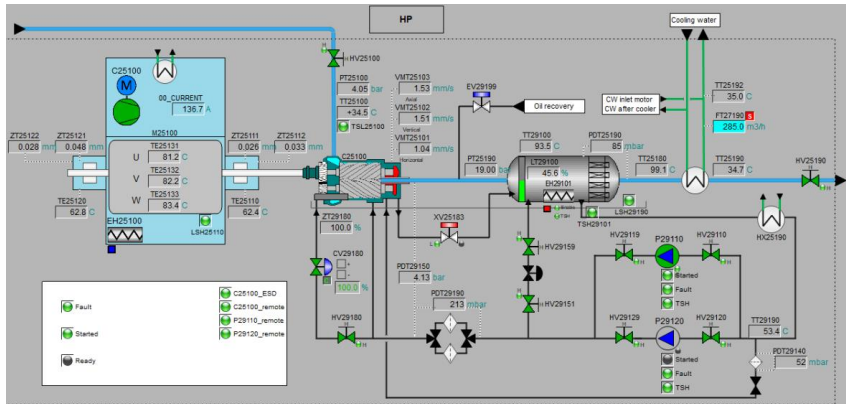 HP
Cooling water
C25100
M
00_CURRENT
136.7 A
M25100
HV25100
PT25100
4.05 bar
TT25100
+34.5 C
TSL25100
VMT25103
1.53 mm/s
Axial
VMT25102
1.51 mm/s
Vertical
VMT25101
1.04 mm/s
Horizontal
EV29199
Oil recovery
CW inlet motor
CW after cooler
TT25192
35.0 C
FT27190 S
285.0 m3/h
ZT25122
0.028 mm
ZT25121
0.048 mm
TE25131
U 81.2 C
TE25132
V 82.2 C
TE25133
W 83.4 C
ZT25111
0.026 mm
ZT25112
0.033 mm
C25100
TT29100
93.5 C
PDT25190
85 mbar
PT25190
19.00 bar
LT29100
45.6 %
EH29101
TSH
TSH29101
LSH29190
TT25180
99.1 C
TT25190
34.7 C
HV25190
TE25120
62.8 C
TE25110
62.4 C
EH25100
LSH25110
ZT29180
100.0 %
CV29180
100.0 %
XV25183
HX25190
HV29159
HV29151
PDT29150
4.13 bar
PDT29190
213 mbar
HV29180
HV29119
P29110
HV29110
Started
Fault
TSH
HV29129
P29120
HV29120
Started
Fault
TSH
TT29190
53.4 C
PDT29140
52 mbar
Fault
Started
Ready
C25100_ESD
C25100_remote
P29110_remote
P29120_remote